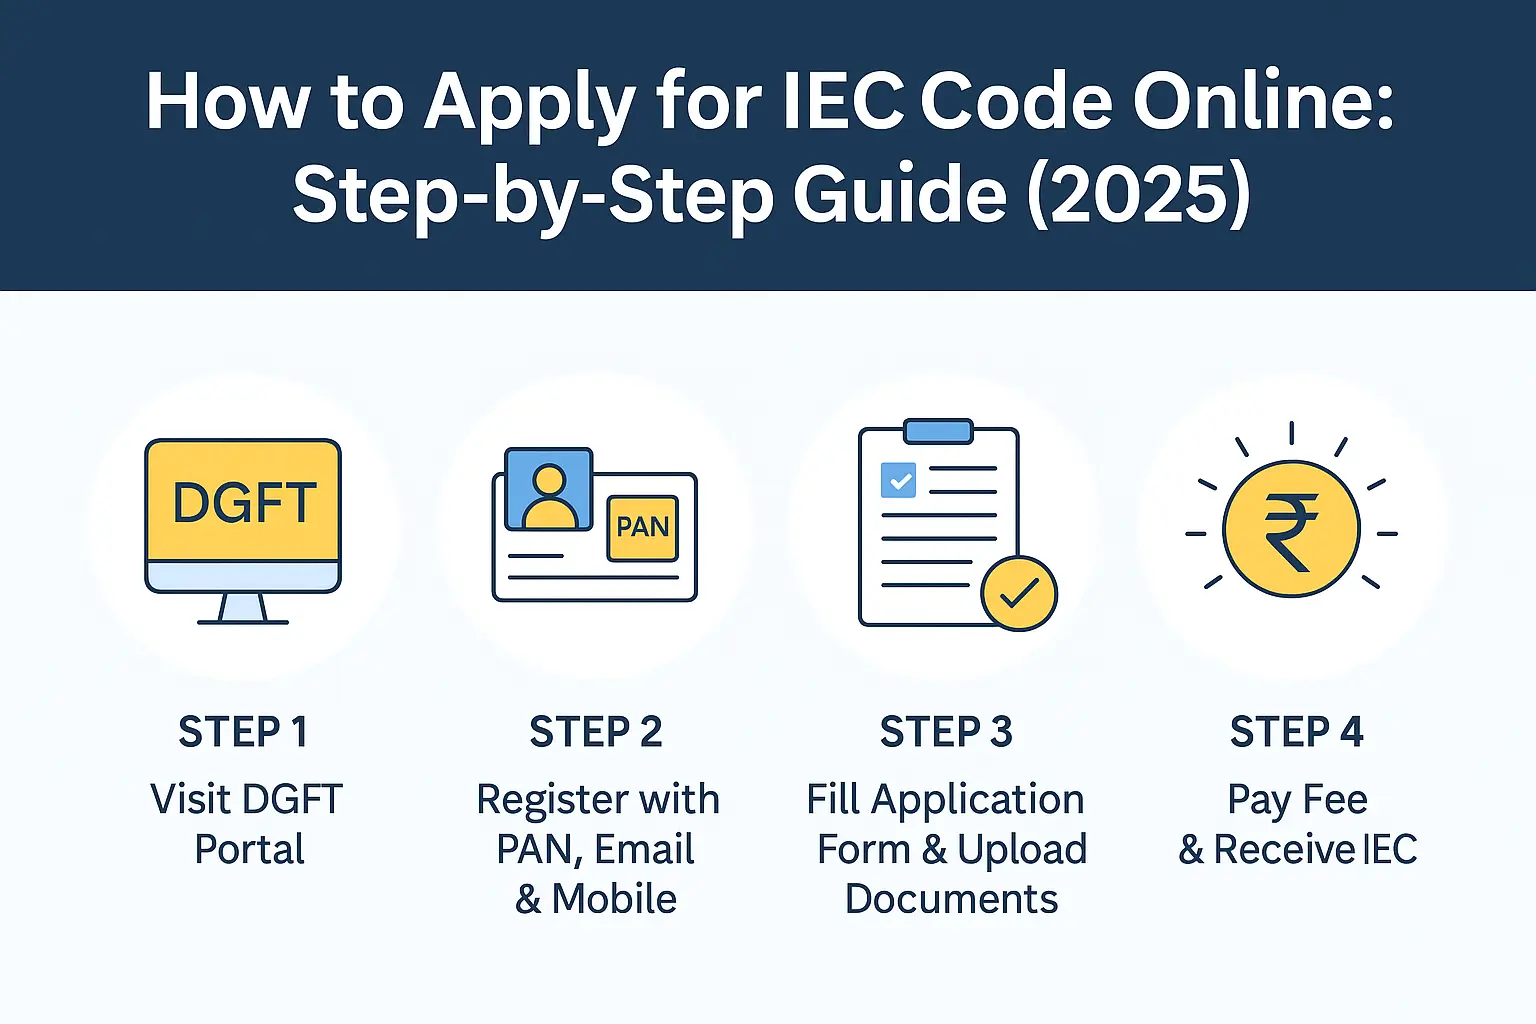 How to Apply for IEC Code Online:
Step-by-Step Guide (2025)
DGFT
PAN
₹
STEP 1
Visit DGFT
Portal
STEP 2
Register with
PAN, Email
& Mobile
STEP 3
Fill Application
Form & Upload
Documents
STEP 4
Pay Fee
& Receive IEC